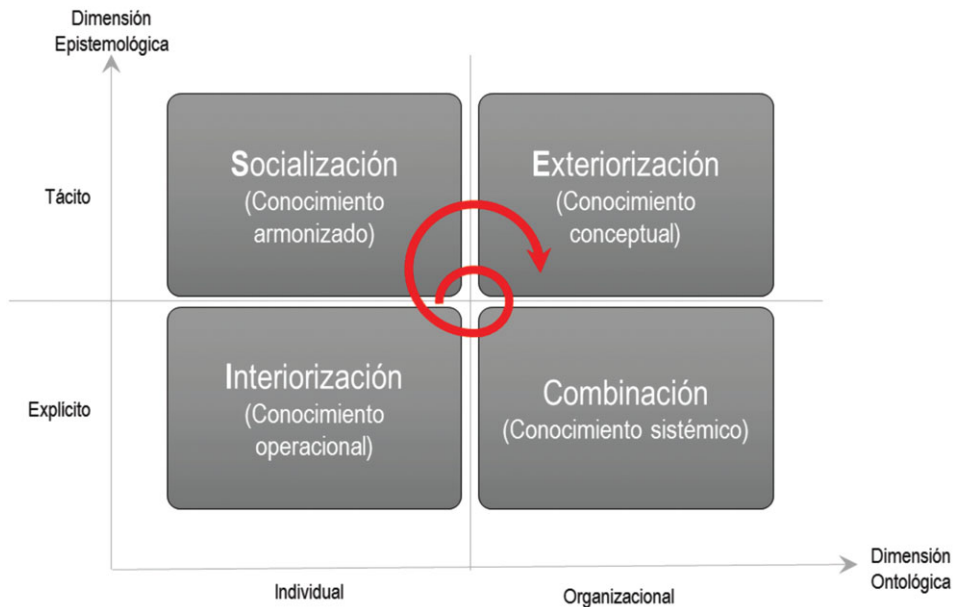 Dimensión
Epistemológica
Tácito
Socialización
(Conocimiento
armonizado)
Exteriorización
(Conocimiento
conceptual)
Explícito
Interiorización
(Conocimiento
operacional)
Combinación
(Conocimiento sistémico)
Individual
Organizacional
Dimensión
Ontológica